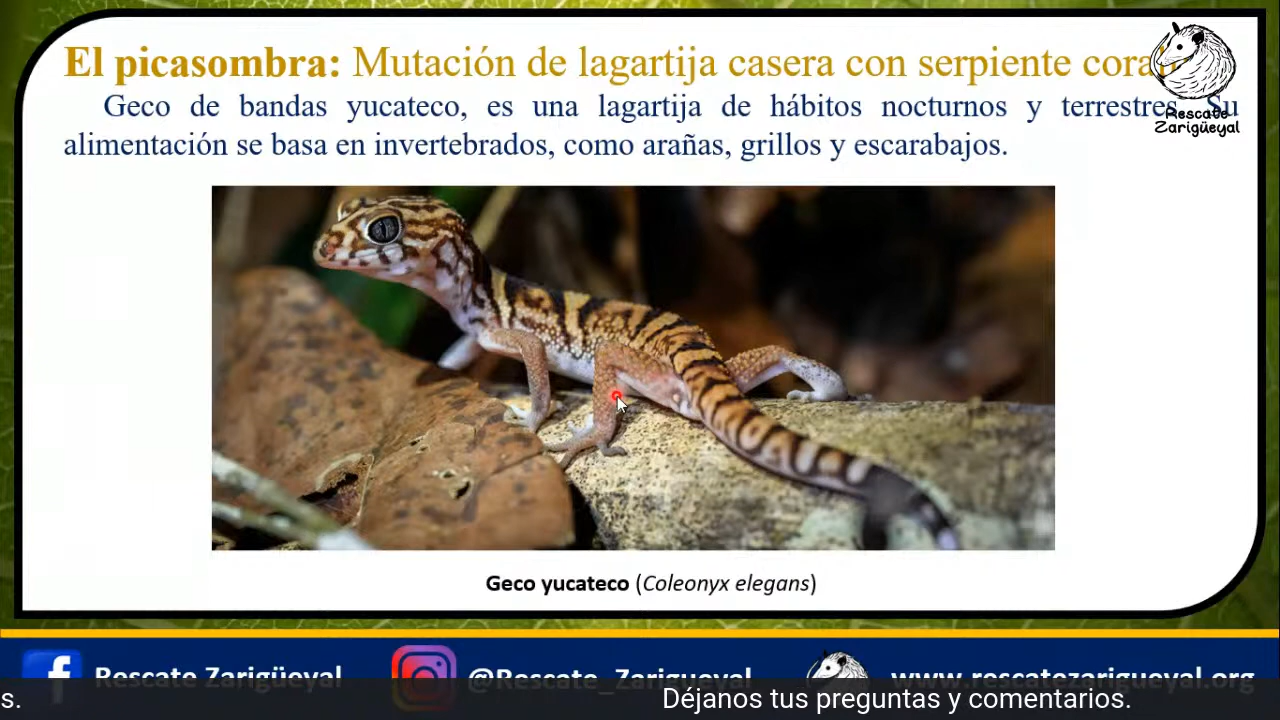 El picasombra: Mutación de lagartija casera con serpiente cora
Geco de bandas yucateco, es una lagartija de hábitos nocturnos y terrestres. Su
alimentación se basa en invertebrados, como arañas, grillos y escarabajos.
Rescate
Zarigüeyal
Geco yucateco (Coleonyx elegans)
Rescate Zarigüeyal
@Rescate_Zarigueyal
www.rescatezarigueyal.org
s.
Déjanos tus preguntas y comentarios.